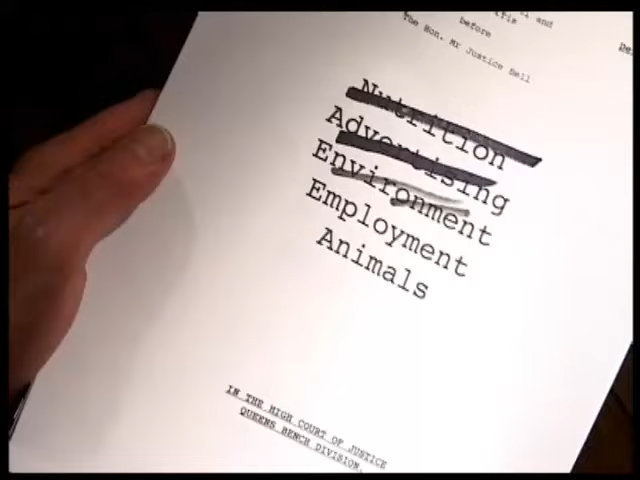 and
before
The Hon. Mr Justice Bell
Nutrition
Advertising
Environment
Employment
Animals
IN THE HIGH COURT OF JUSTICE
QUEENS BENCH DIVISION.